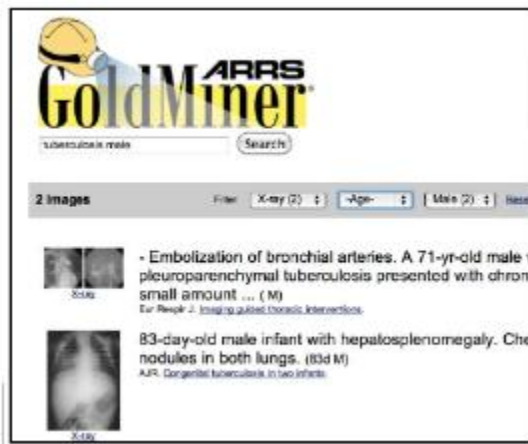 ARRS
GoldMiner
tuberculosis male Search
2 Images Filter X-ray (2) -Age- Male (2)
- Embolization of bronchial arteries. A 71-yr-old male
pleuroparenchymal tuberculosis presented with chron
small amount ... ( M)
X-ray
Eur Respir J. Imaging guided thoracic interventions.
83-day-old male infant with hepatosplenomegaly. Che
nodules in both lungs. (83d M)
AJR. Congenital tuberculosis in two infants
X-ray